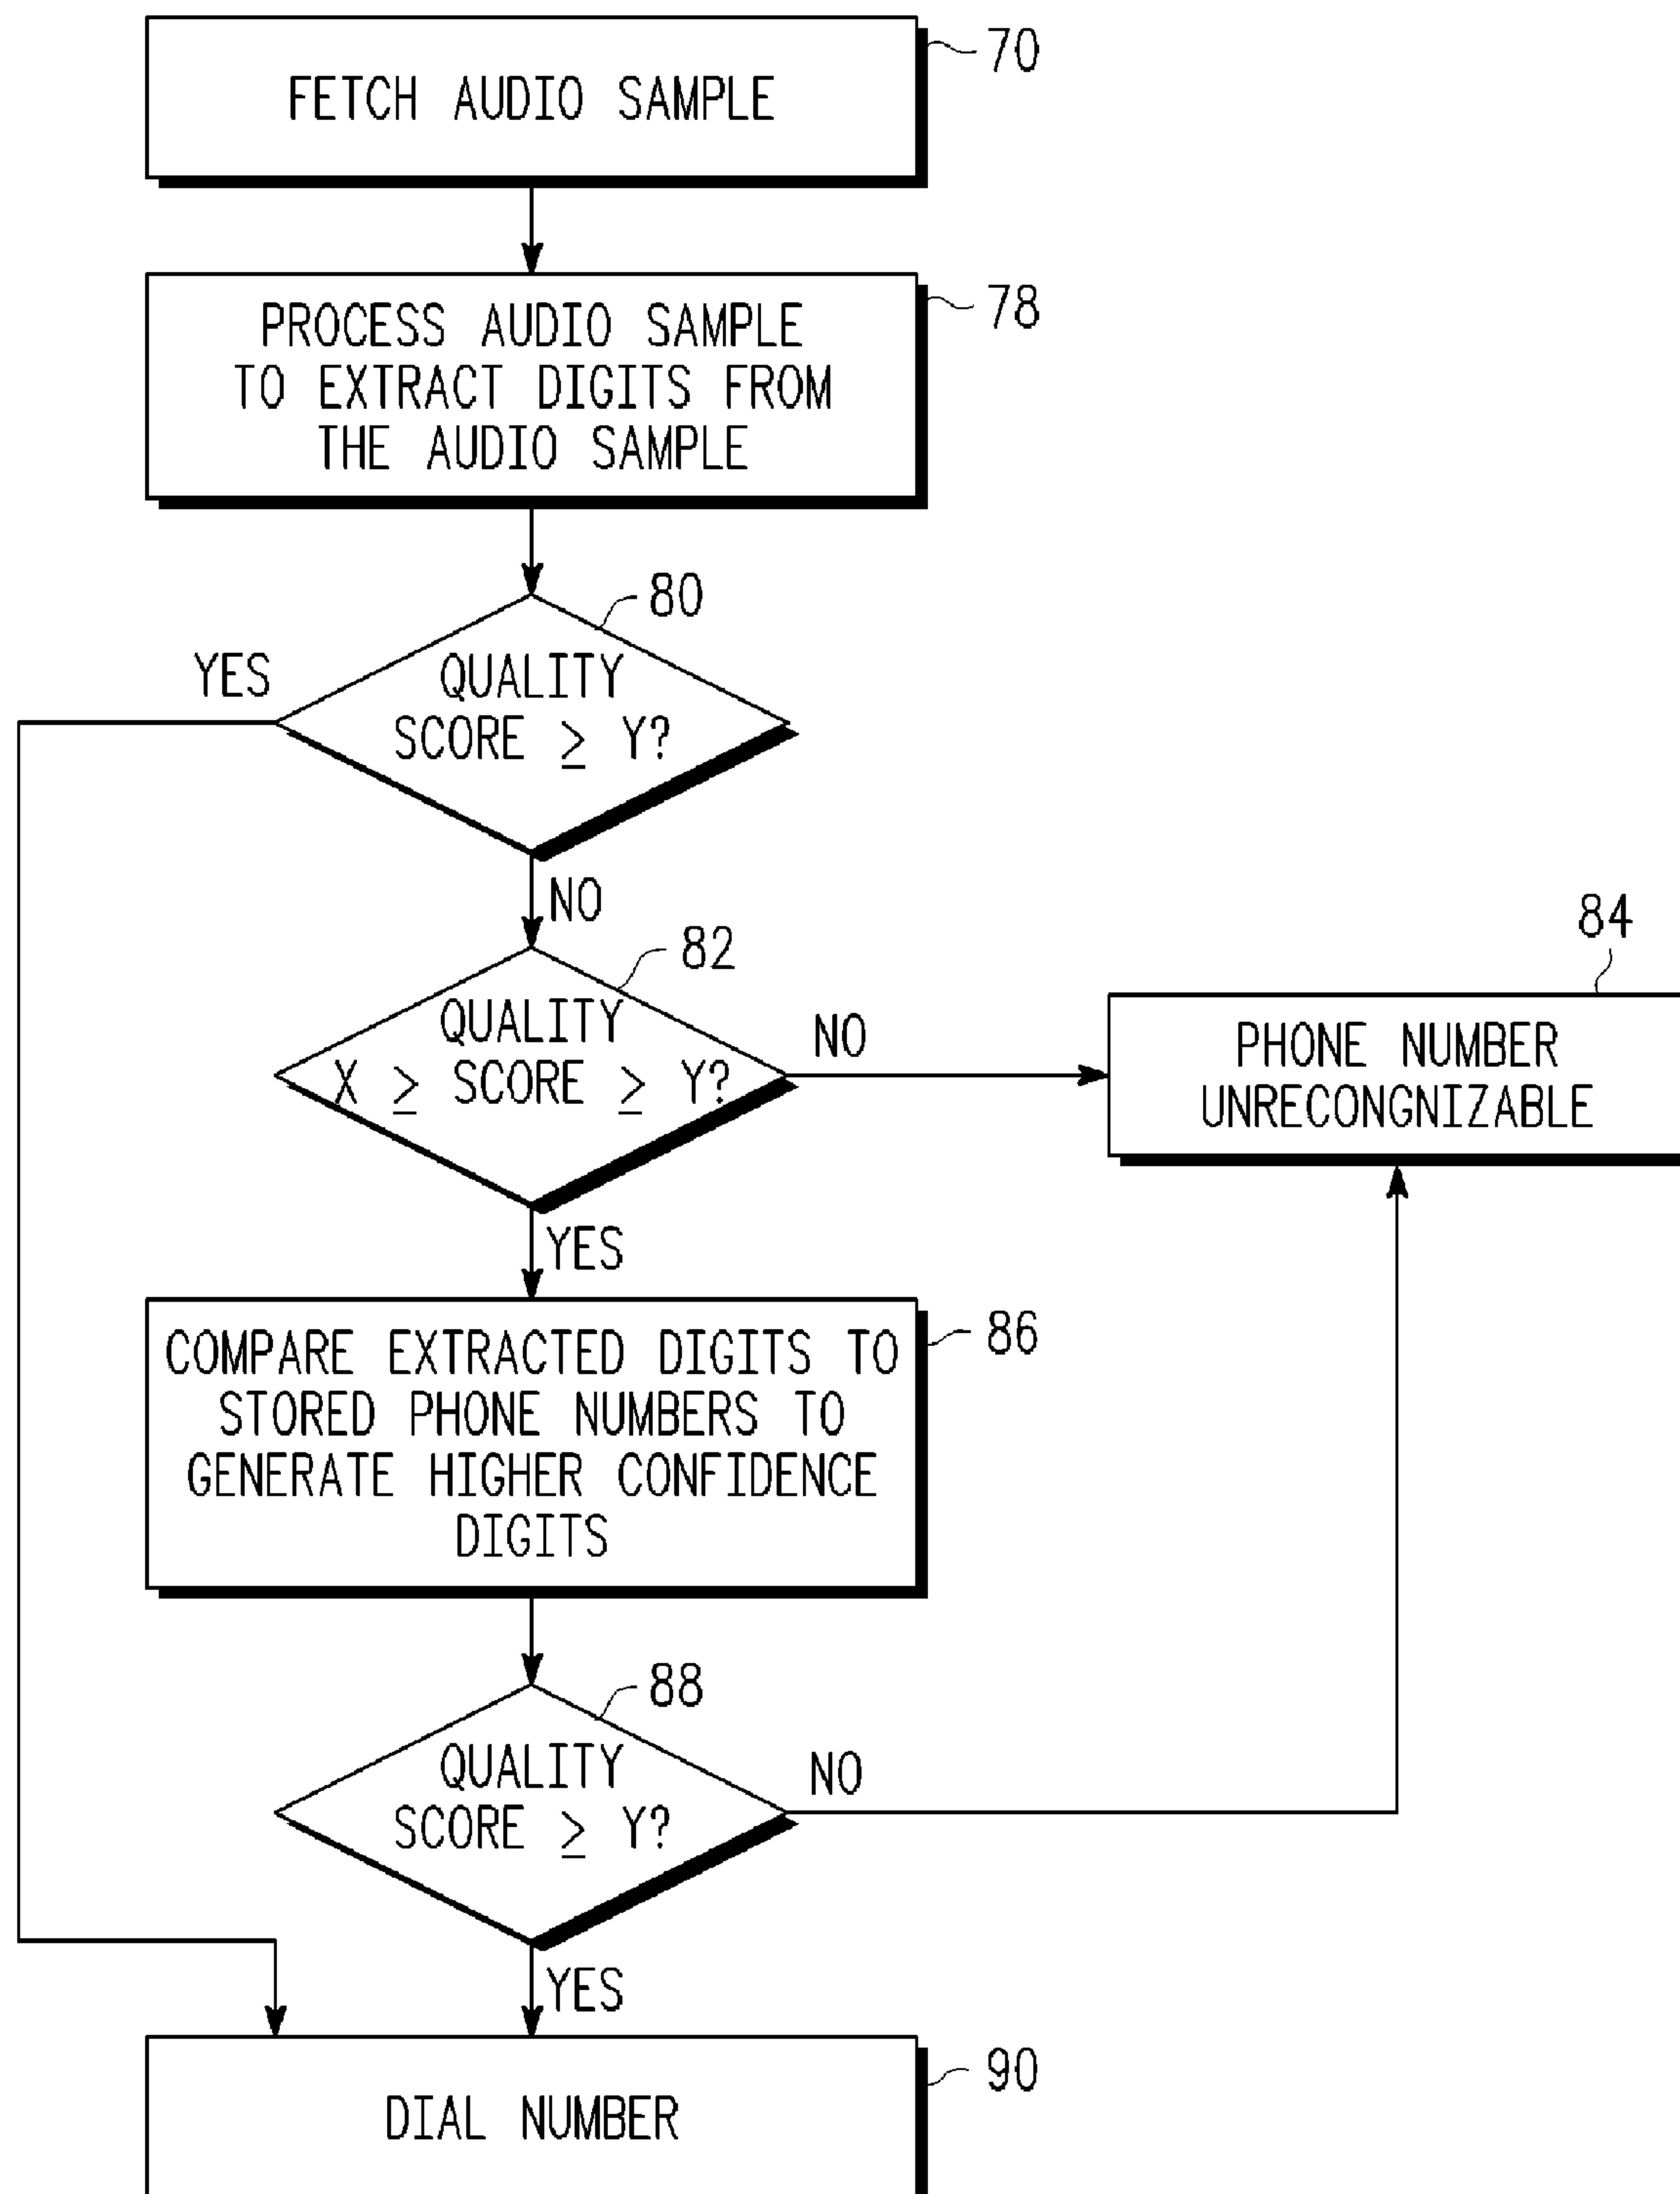 FETCH AUDIO SAMPLE
70
PROCESS AUDIO SAMPLE
TO EXTRACT DIGITS FROM
THE AUDIO SAMPLE
78
80
YES
QUALITY
SCORE ≥ Y?
NO
82
QUALITY
X ≥ SCORE ≥ Y?
NO
84
PHONE NUMBER
UNRECONGNIZABLE
YES
COMPARE EXTRACTED DIGITS TO
STORED PHONE NUMBERS TO
GENERATE HIGHER CONFIDENCE
DIGITS
86
88
QUALITY
SCORE ≥ Y?
NO
YES
DIAL NUMBER
90